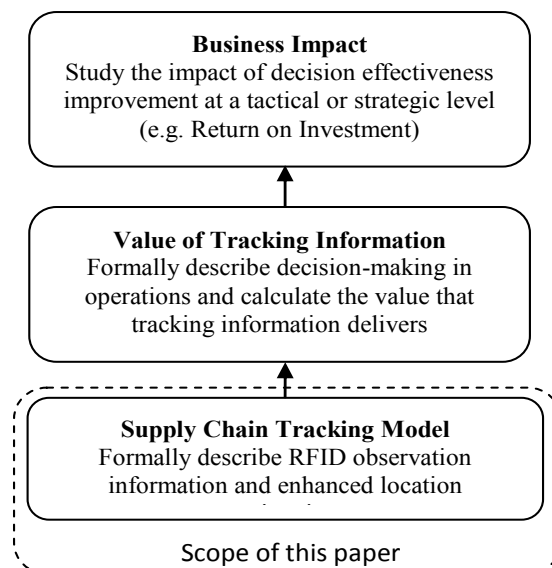 Business Impact
Study the impact of decision effectiveness
improvement at a tactical or strategic level
(e.g. Return on Investment)
Value of Tracking Information
Formally describe decision-making in
operations and calculate the value that
tracking information delivers
Supply Chain Tracking Model
Formally describe RFID observation
information and enhanced location
Scope of this paper